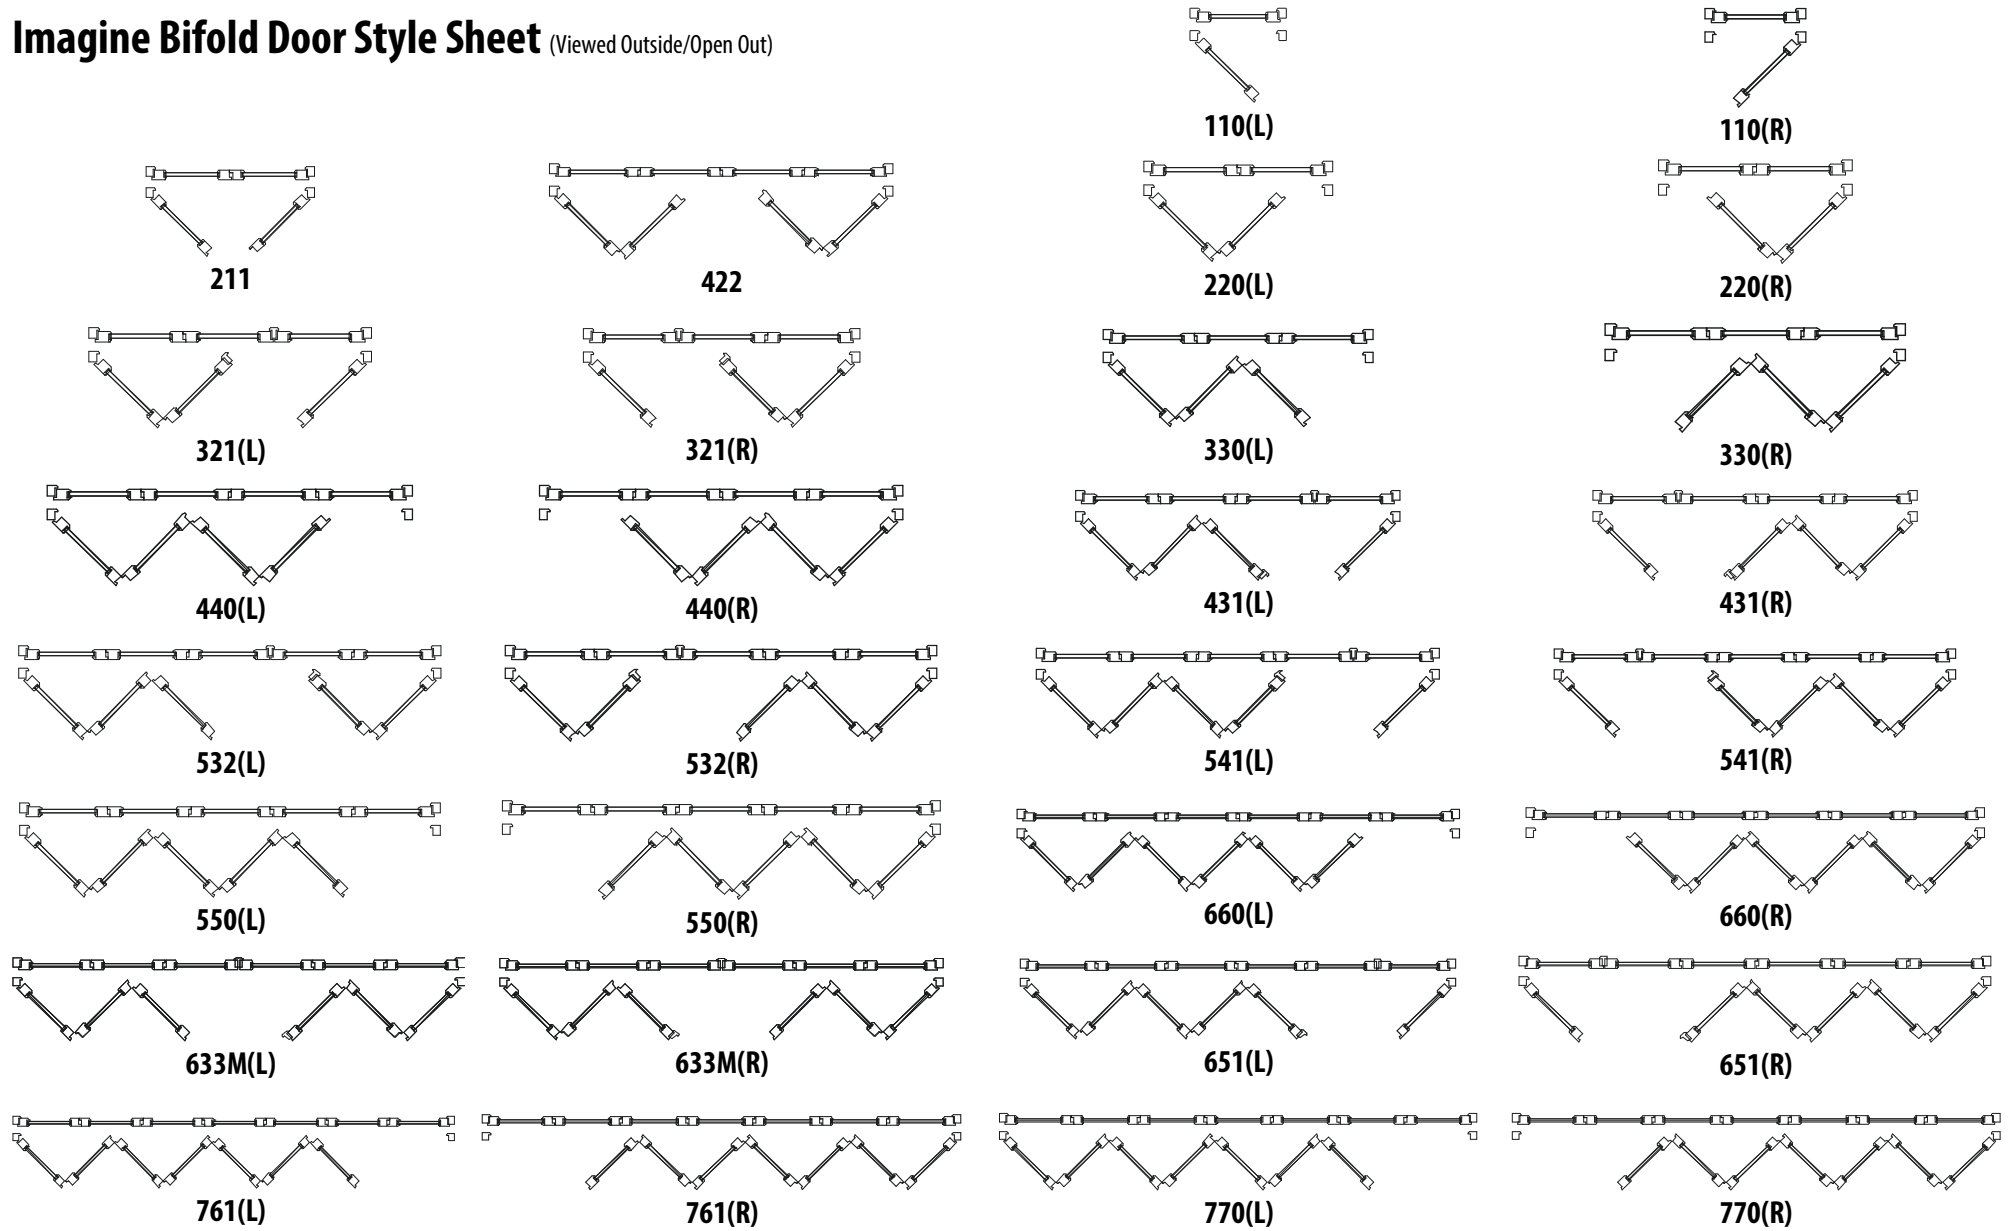 Imagine Bifold Door Style Sheet (Viewed Outside/Open Out)
110(L)
110(R)
211
422
220(L)
220(R)
321(L)
321(R)
330(L)
330(R)
440(L)
440(R)
431(L)
431(R)
532(L)
532(R)
541(L)
541(R)
550(L)
550(R)
660(L)
660(R)
633M(L)
633M(R)
651(L)
651(R)
761(L)
761(R)
770(L)
770(R)